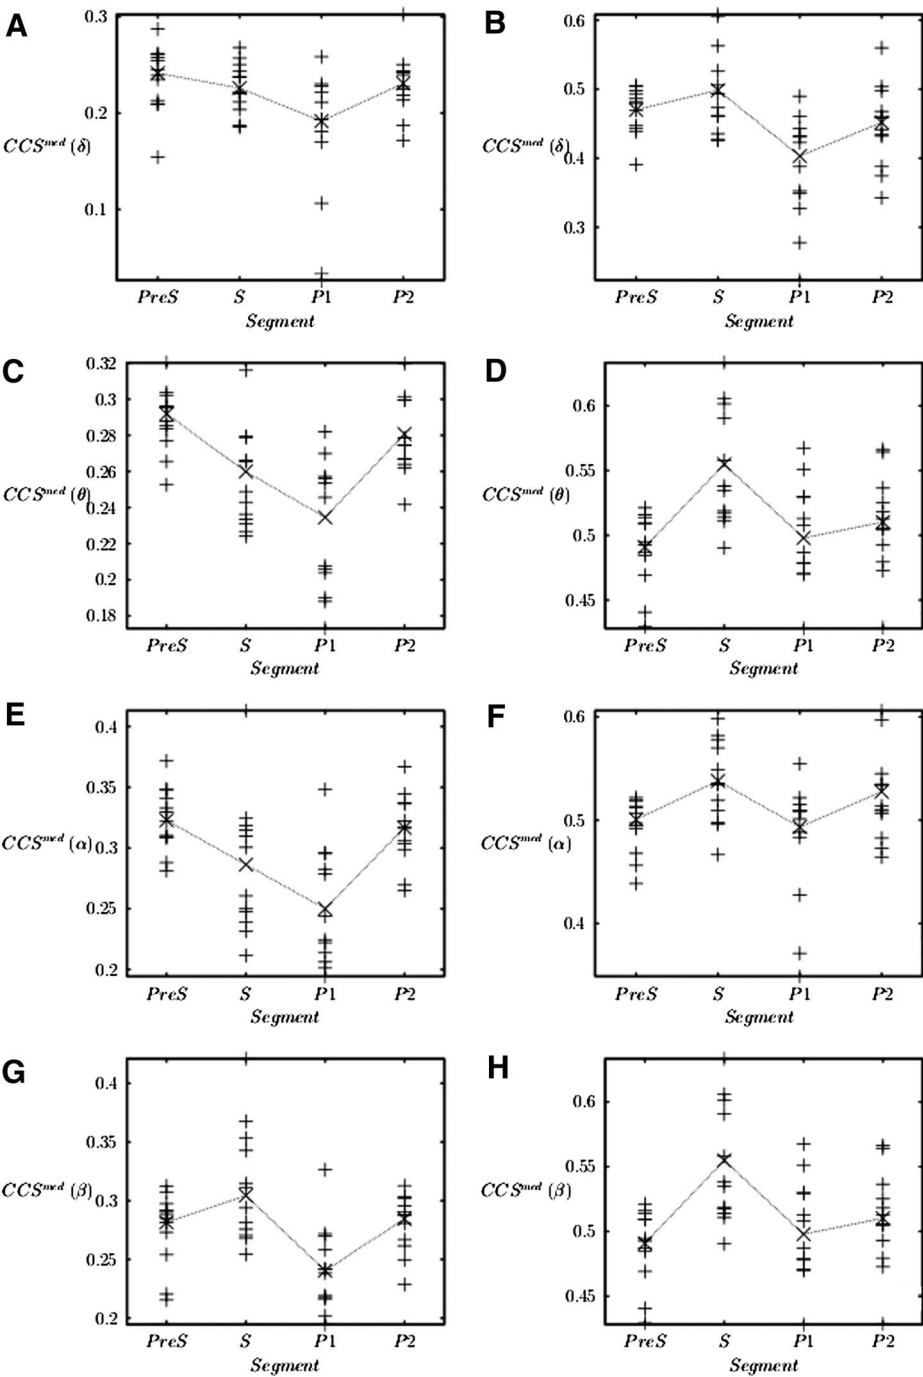 A
0.3
0.2
CCS^med (δ)
0.1
PreS S P1 P2
Segment
B
0.6
0.5
CCS^med (δ)
0.4
0.3
PreS S P1 P2
Segment
C
0.32
0.3
0.28
0.26
CCS^med (θ)
0.24
0.22
0.2
0.18
PreS S P1 P2
Segment
D
0.6
0.55
CCS^med (θ)
0.5
0.45
PreS S P1 P2
Segment
E
0.4
0.35
CCS^med (α)
0.3
0.25
0.2
PreS S P1 P2
Segment
F
0.6
0.5
CCS^med (α)
0.4
PreS S P1 P2
Segment
G
0.4
0.35
CCS^med (β)
0.3
0.25
0.2
PreS S P1 P2
Segment
H
0.6
0.55
CCS^med (β)
0.5
0.45
PreS S P1 P2
Segment